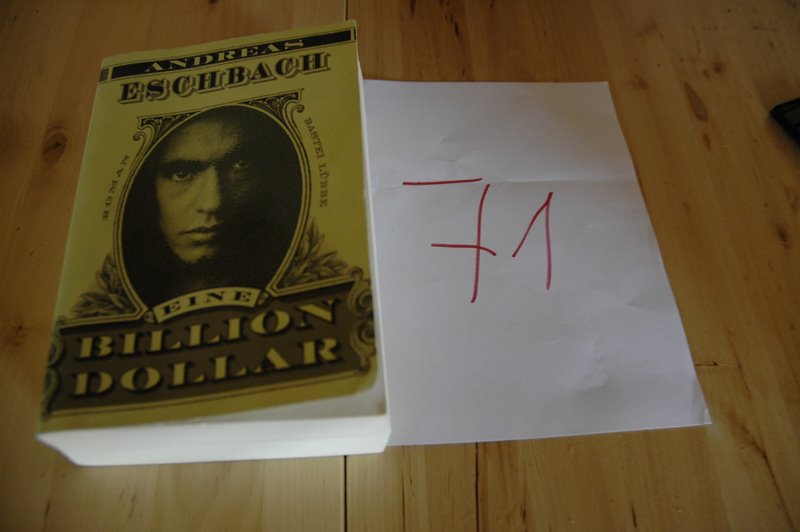 ANDREAS
ESCHBACH
ROMAN
BASTEI LÜBBE
EINE
BILLION
DOLLAR
71